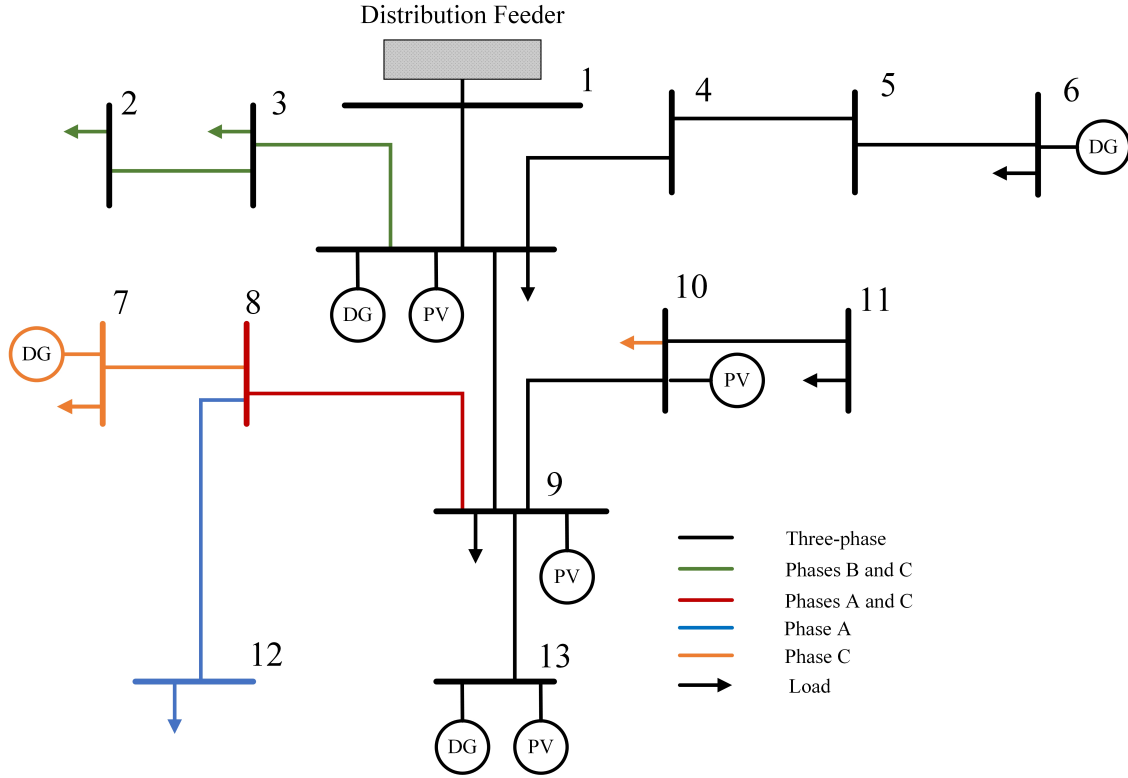 Distribution Feeder
1
2
3
4
5
6
DG
DG
PV
7
8
10
11
DG
PV
9
PV
Three-phase
Phases B and C
Phases A and C
Phase A
Phase C
Load
12
13
DG
PV